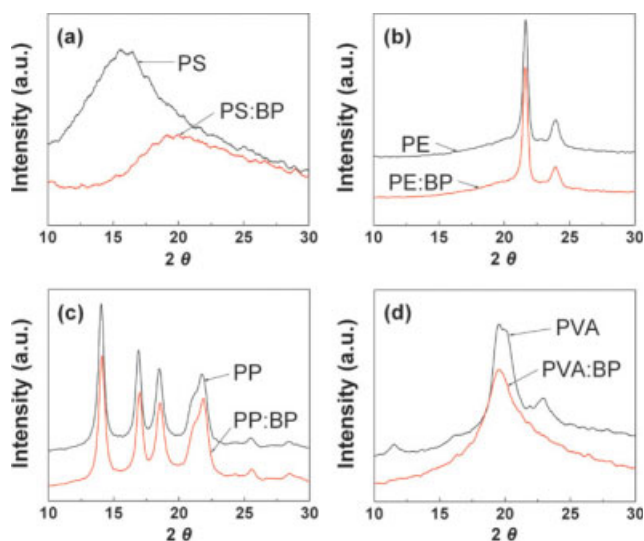 (a)
PS
PS:BP
Intensity (a.u.)
10 15 20 25 30
2 θ
(b)
PE
PE:BP
Intensity (a.u.)
10 15 20 25 30
2 θ
(c)
PP
PP:BP
Intensity (a.u.)
10 15 20 25 30
2 θ
(d)
PVA
PVA:BP
Intensity (a.u.)
10 15 20 25 30
2 θ